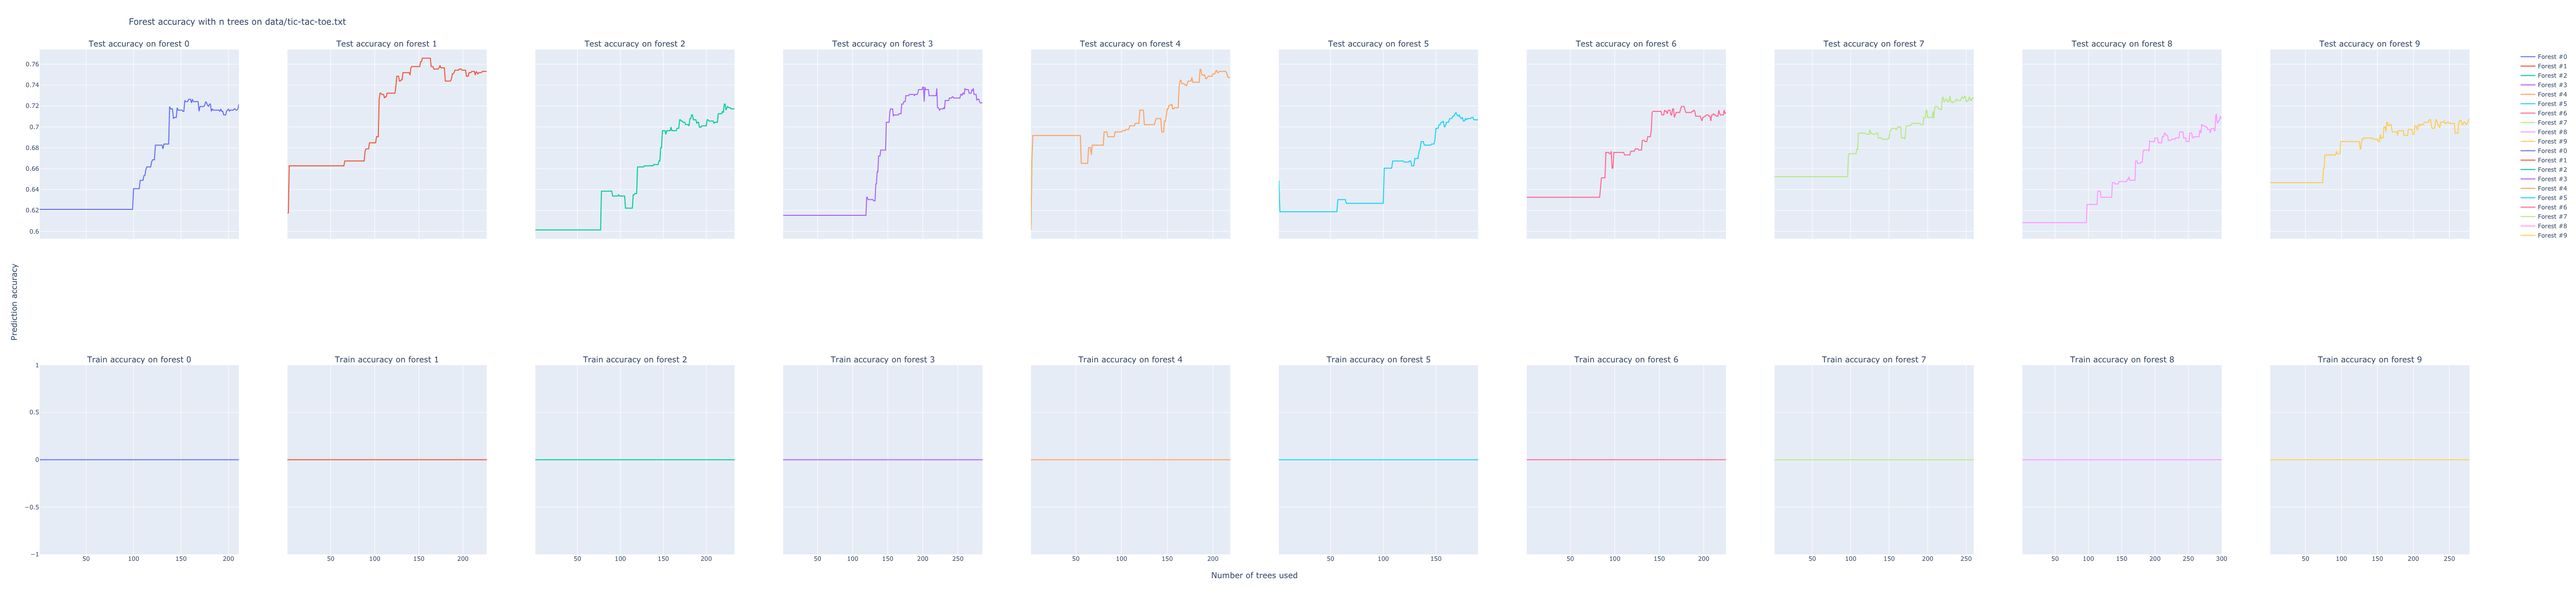 Forest accuracy with n trees on data/tic-tac-toe.txt
Test accuracy on forest 0
Test accuracy on forest 1
Test accuracy on forest 2
Test accuracy on forest 3
Test accuracy on forest 4
Test accuracy on forest 5
Test accuracy on forest 6
Test accuracy on forest 7
Test accuracy on forest 8
Test accuracy on forest 9
0.76
0.74
0.72
0.7
0.68
0.66
0.64
0.62
0.6
Forest #0
Forest #1
Forest #2
Forest #3
Forest #4
Forest #5
Forest #6
Forest #7
Forest #8
Forest #9
Forest #0
Forest #1
Forest #2
Forest #3
Forest #4
Forest #5
Forest #6
Forest #7
Forest #8
Forest #9
Prediction accuracy
Train accuracy on forest 0
Train accuracy on forest 1
Train accuracy on forest 2
Train accuracy on forest 3
Train accuracy on forest 4
Train accuracy on forest 5
Train accuracy on forest 6
Train accuracy on forest 7
Train accuracy on forest 8
Train accuracy on forest 9
1
0.5
0
−0.5
−1
50 100 150 200
50 100 150 200
50 100 150 200
50 100 150 200 250
50 100 150 200
50 100 150
50 100 150 200
50 100 150 200 250
50 100 150 200 250 300
50 100 150 200 250
Number of trees used